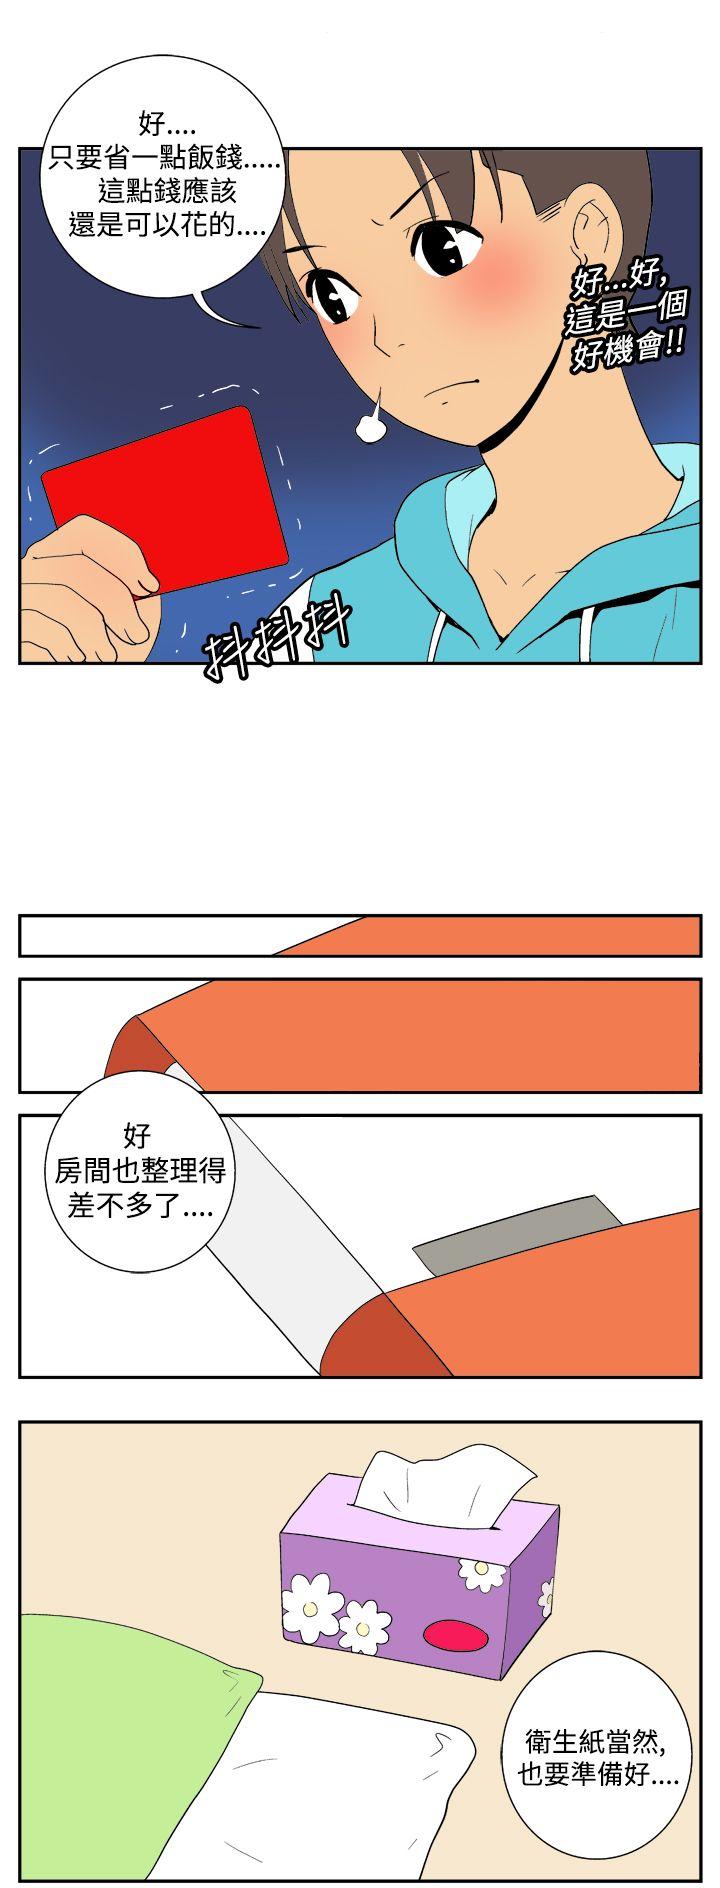 好....
只要省一點飯錢.....
這點錢應該
還是可以花的....
好...好,
這是一個
好機會!!
抖抖抖
好
房間也整理得
差不多了....
衛生紙當然,
也要準備好....